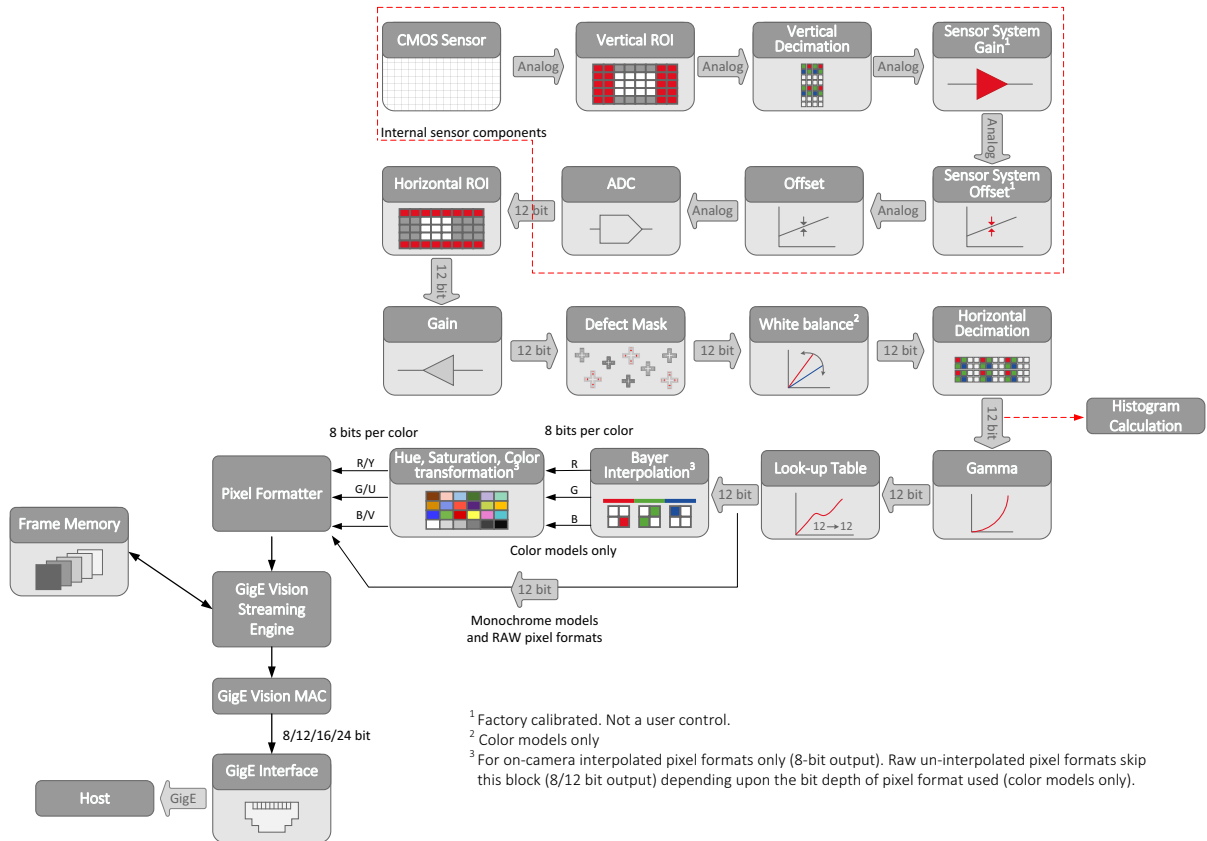 CMOS Sensor
Analog
Vertical ROI
Analog
Vertical
Decimation
Analog
Sensor System
Gain1
Internal sensor components
Analog
Horizontal ROI
12 bit
ADC
Analog
Offset
Analog
Sensor System
Offset1
12 bit
Gain
12 bit
Defect Mask
12 bit
White balance2
12 bit
Horizontal
Decimation
12 bit
Histogram
Calculation
8 bits per color
8 bits per color
Pixel Formatter
R/Y
G/U
B/V
Hue, Saturation, Color
transformation3
R
G
B
Bayer
Interpolation3
12 bit
Look-up Table
12→12
12 bit
Gamma
Color models only
Frame Memory
12 bit
Monochrome models
and RAW pixel formats
GigE Vision
Streaming
Engine
GigE Vision MAC
8/12/16/24 bit
GigE Interface
GigE
Host
1 Factory calibrated. Not a user control.
2 Color models only
3 For on-camera interpolated pixel formats only (8-bit output). Raw un-interpolated pixel formats skip
this block (8/12 bit output) depending upon the bit depth of pixel format used (color models only).